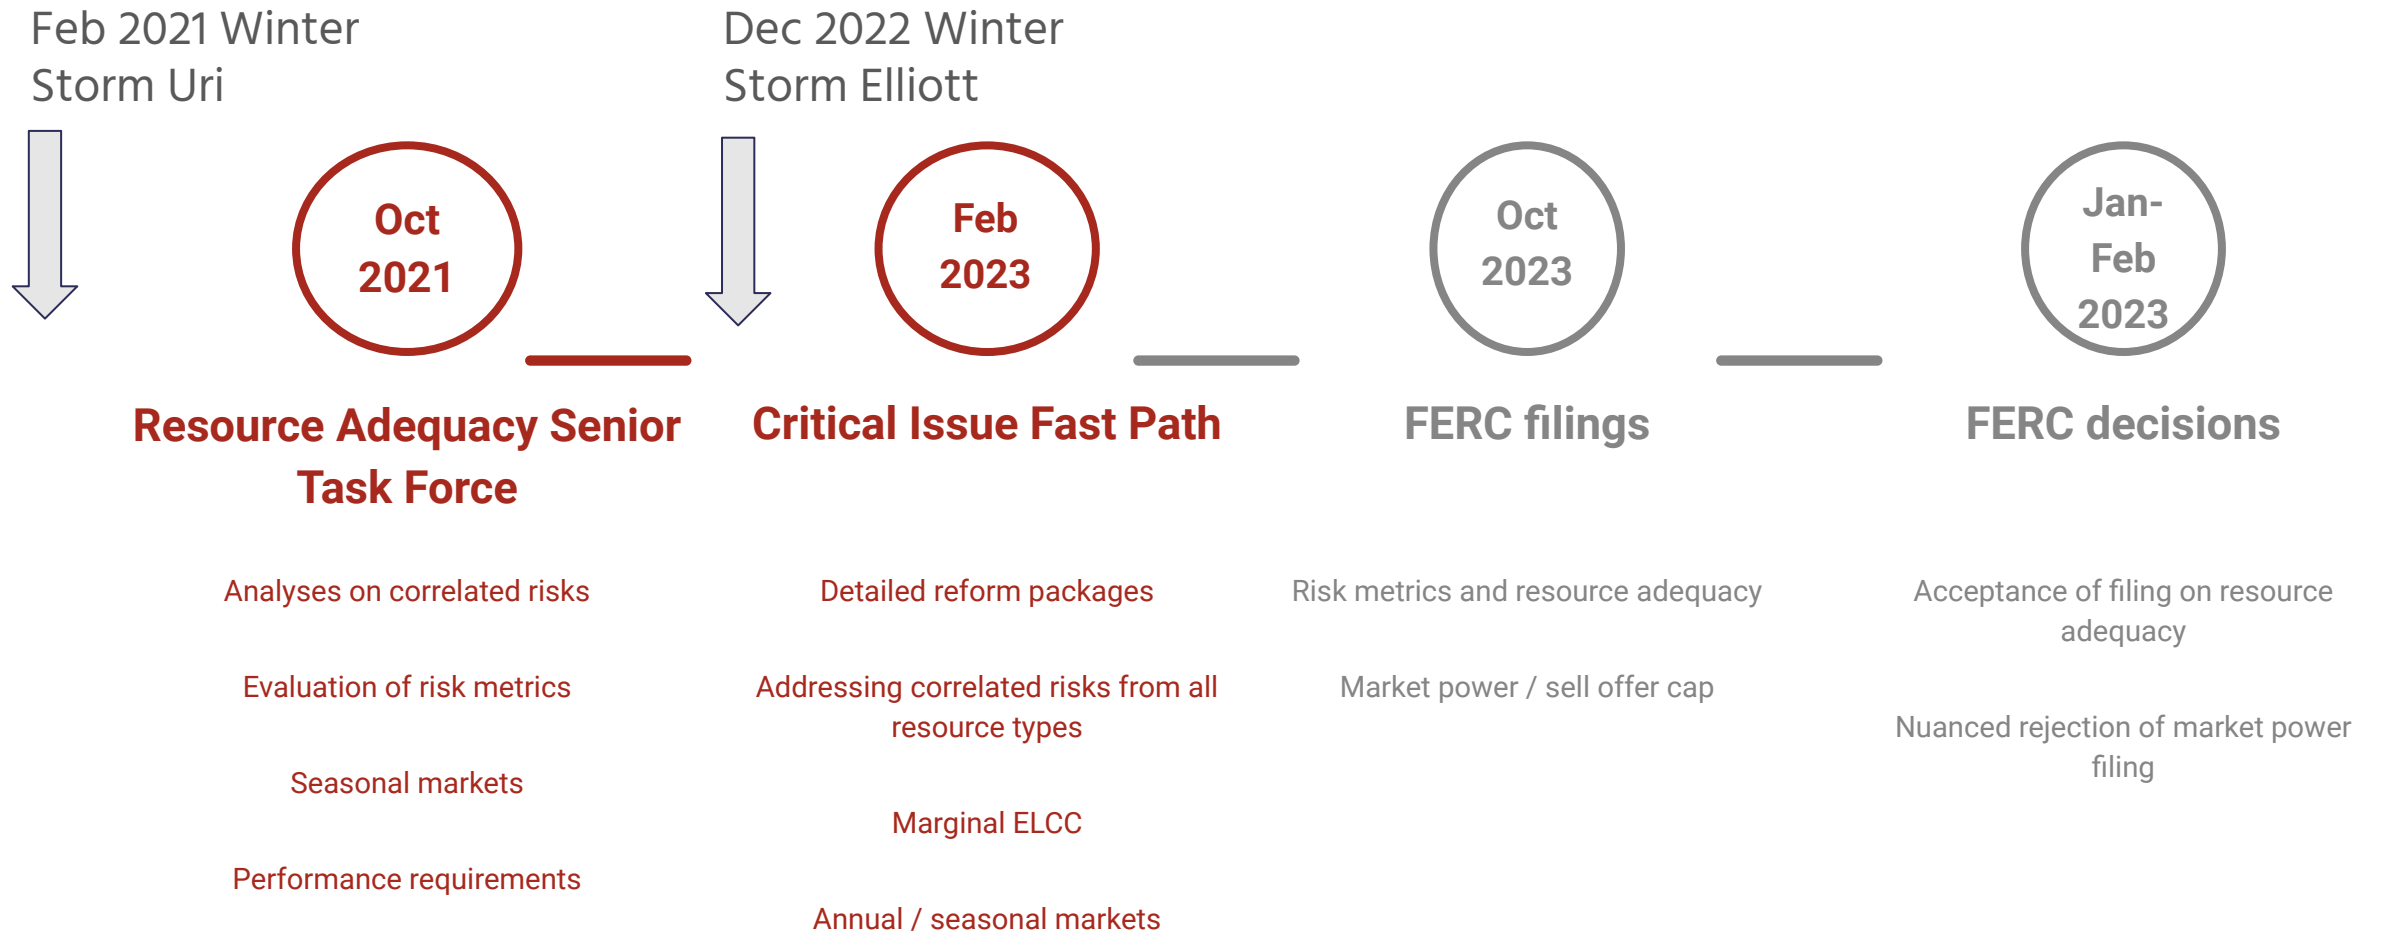 Feb 2021 Winter
Storm Uri
Dec 2022 Winter
Storm Elliott
Oct
2021
Feb
2023
Oct
2023
Jan-
Feb
2023
Resource Adequacy Senior
Task Force
Analyses on correlated risks
Evaluation of risk metrics
Seasonal markets
Performance requirements
Critical Issue Fast Path
Detailed reform packages
Addressing correlated risks from all
resource types
Marginal ELCC
Annual / seasonal markets
FERC filings
Risk metrics and resource adequacy
Market power / sell offer cap
FERC decisions
Acceptance of filing on resource
adequacy
Nuanced rejection of market power
filing